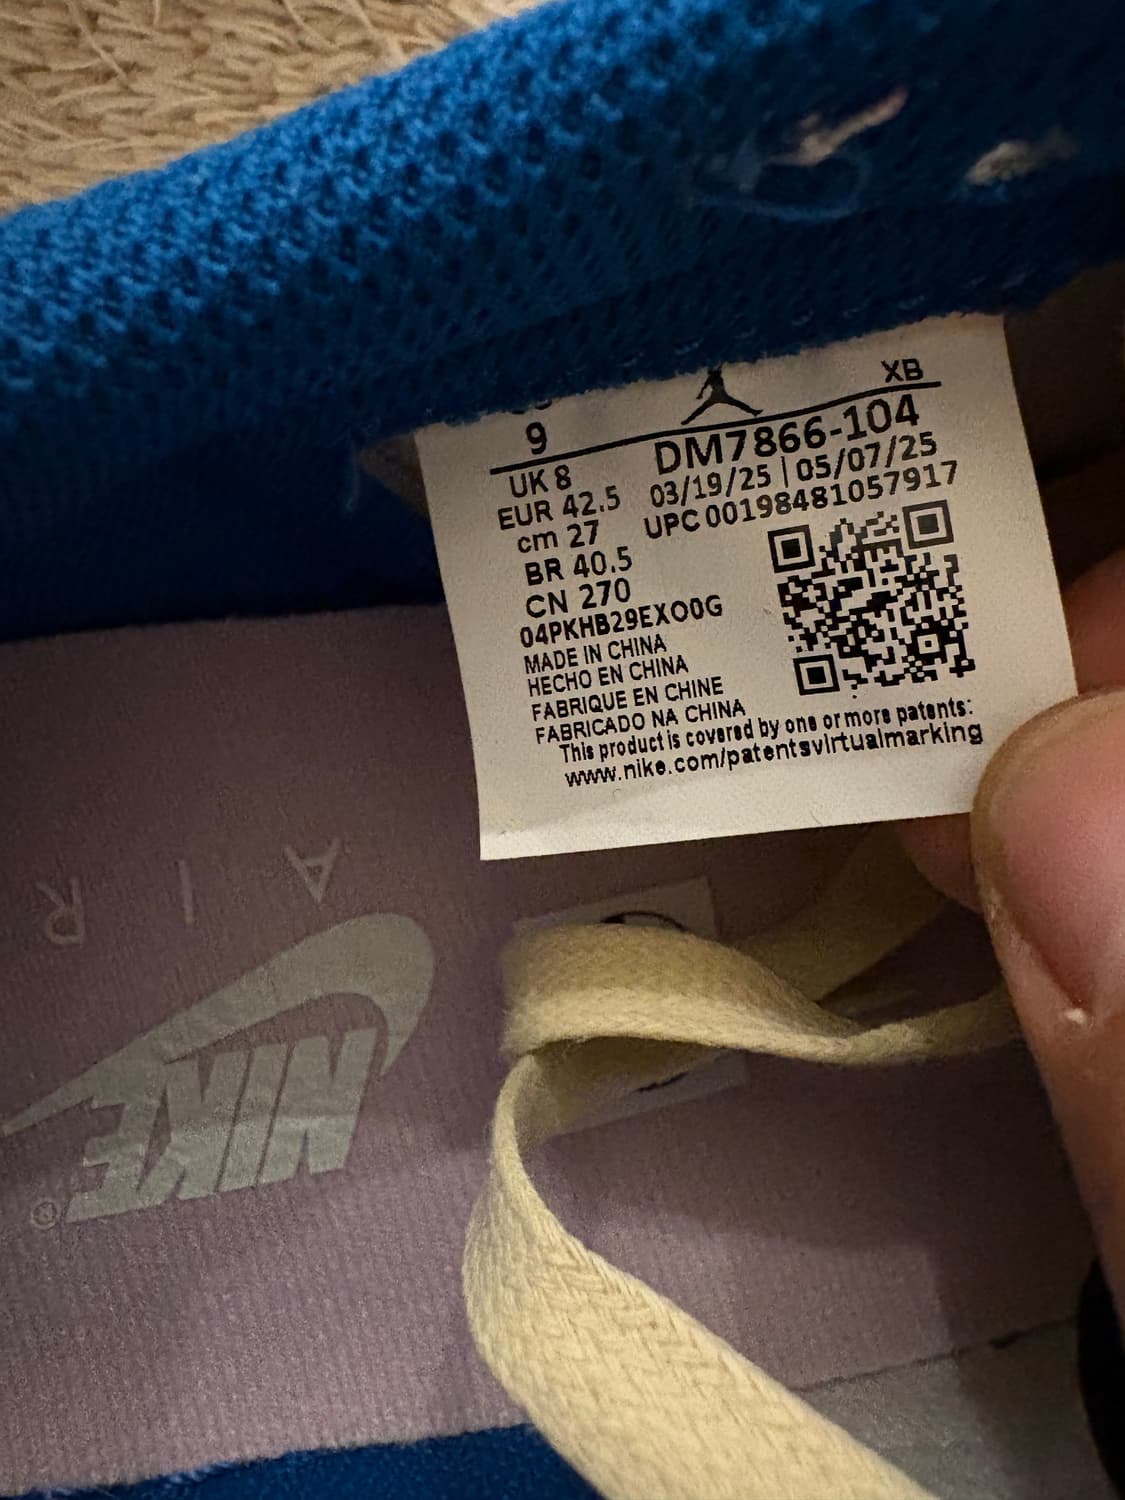 XB
9
DM7866-104
UK 8
03/19/25 | 05/07/25
EUR 42.5
UPC 00198481057917
cm 27
BR 40.5
CN 270
04PKHB29EXO0G
MADE IN CHINA
HECHO EN CHINA
FABRIQUE EN CHINE
FABRICADO NA CHINA
This product is covered by one or more patents:
www.nike.com/patentsvirtualmarking
AIR
NIKE
®